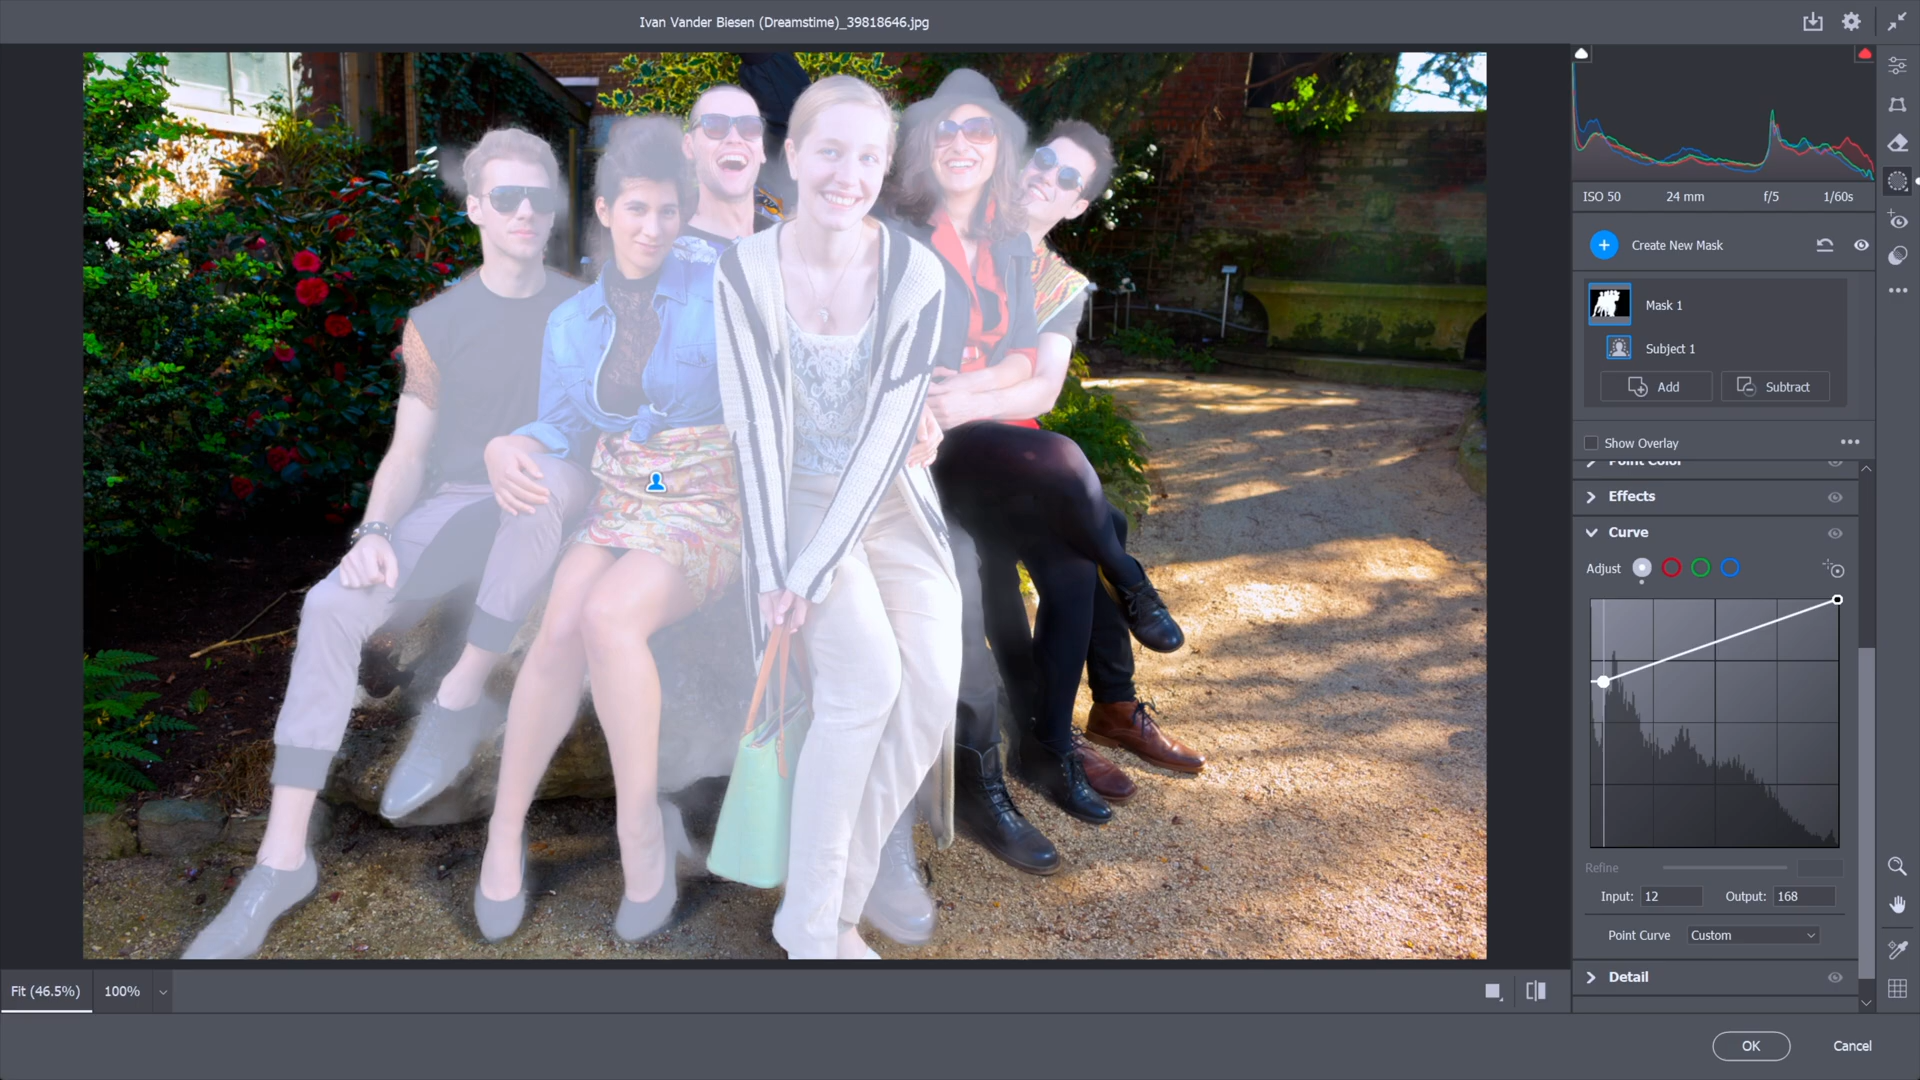 Ivan Vander Biesen (Dreamstime)_39818646.jpg
ISO 50 24 mm f/5 1/60s
Create New Mask
Mask 1
Subject 1
Add Subtract
Show Overlay
Point Color
Effects
Curve
Adjust
Refine
Input: 12 Output: 168
Point Curve Custom
Detail
Fit (46.5%) 100%
OK Cancel